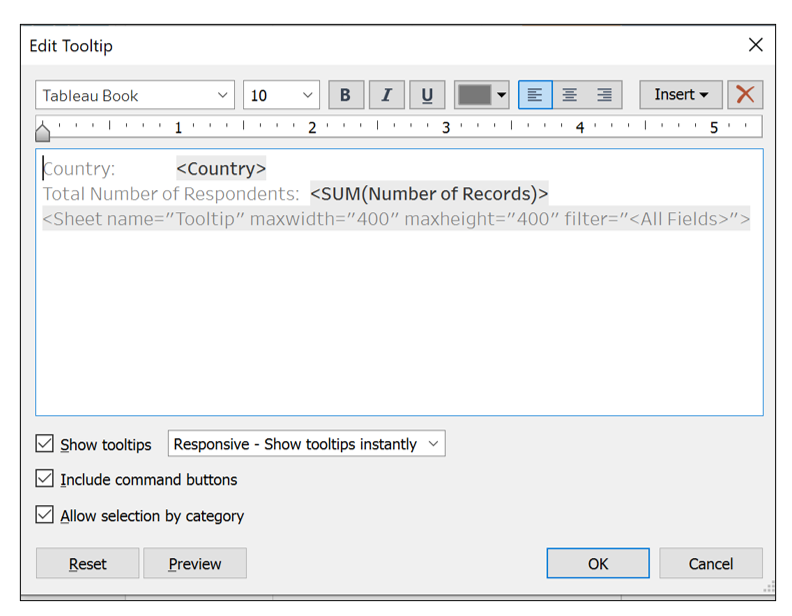 Edit Tooltip
Tableau Book 10 B I U Insert
1 2 3 4 5
Country: <Country>
Total Number of Respondents: <SUM(Number of Records)>
<Sheet name="Tooltip" maxwidth="400" maxheight="400" filter="<All Fields>">
Show tooltips Responsive - Show tooltips instantly
Include command buttons
Allow selection by category
Reset Preview OK Cancel